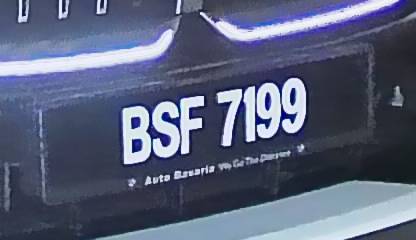 BSF 7199
Auto Bavaria We Go The Distance